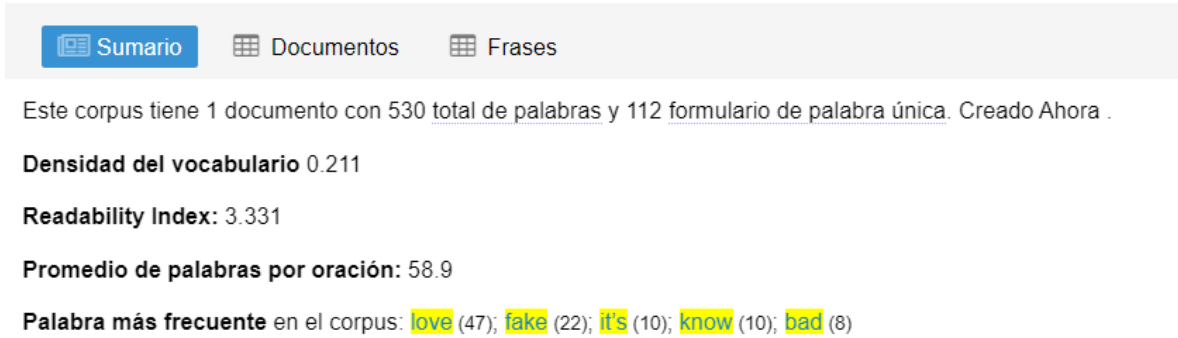 Sumario Documentos Frases
Este corpus tiene 1 documento con 530 total de palabras y 112 formulario de palabra única. Creado Ahora .
Densidad del vocabulario 0.211
Readability Index: 3.331
Promedio de palabras por oración: 58.9
Palabra más frecuente en el corpus: love (47); fake (22); it's (10); know (10); bad (8)